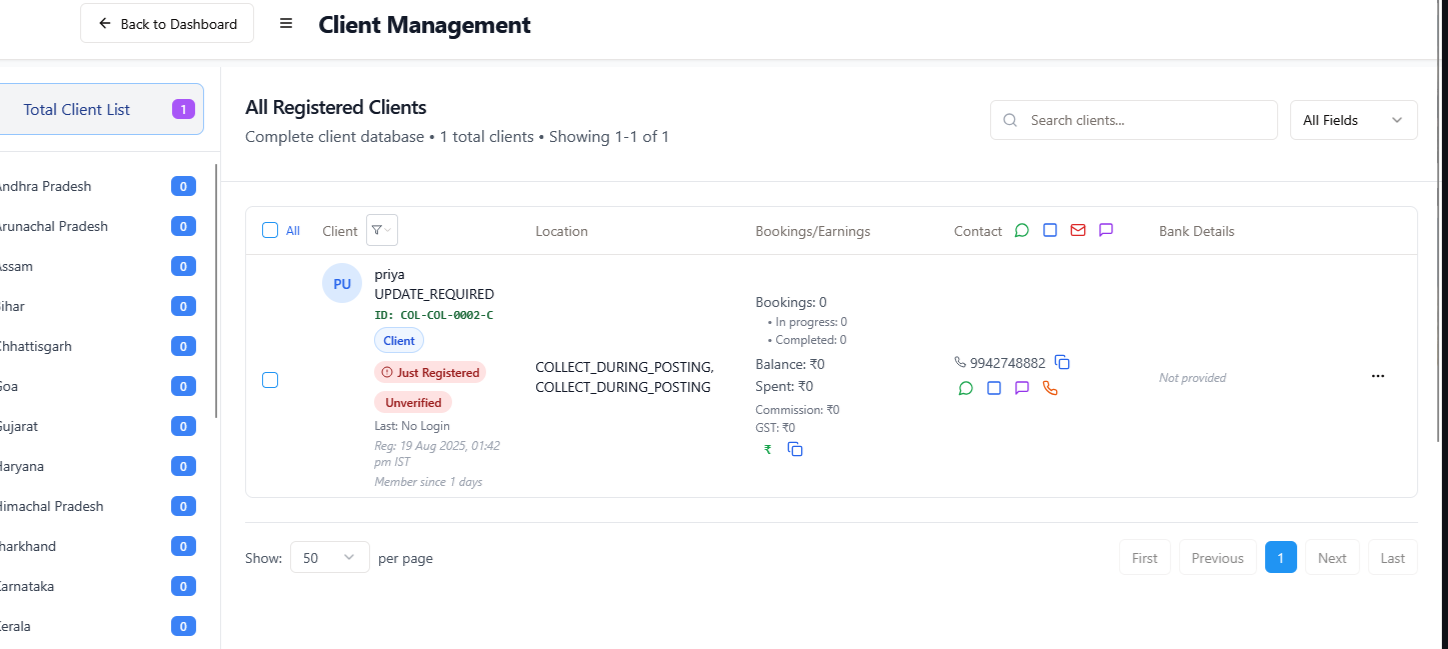 Back to Dashboard
Client Management
Total Client List 1
Andhra Pradesh 0
Arunachal Pradesh 0
Assam 0
Bihar 0
Chhattisgarh 0
Goa 0
Gujarat 0
Haryana 0
Himachal Pradesh 0
Jharkhand 0
Karnataka 0
Kerala 0
All Registered Clients
Complete client database • 1 total clients • Showing 1-1 of 1
Search clients...
All Fields
All Client Location Bookings/Earnings Contact Bank Details
PU
priya
UPDATE_REQUIRED
ID: COL-COL-0002-C
Client
Just Registered
Unverified
Last: No Login
Reg: 19 Aug 2025, 01:42
pm IST
Member since 1 days
COLLECT_DURING_POSTING,
COLLECT_DURING_POSTING
Bookings: 0
• In progress: 0
• Completed: 0
Balance: ₹0
Spent: ₹0
Commission: ₹0
GST: ₹0
₹
9942748882
Not provided
Show: 50 per page
First Previous 1 Next Last